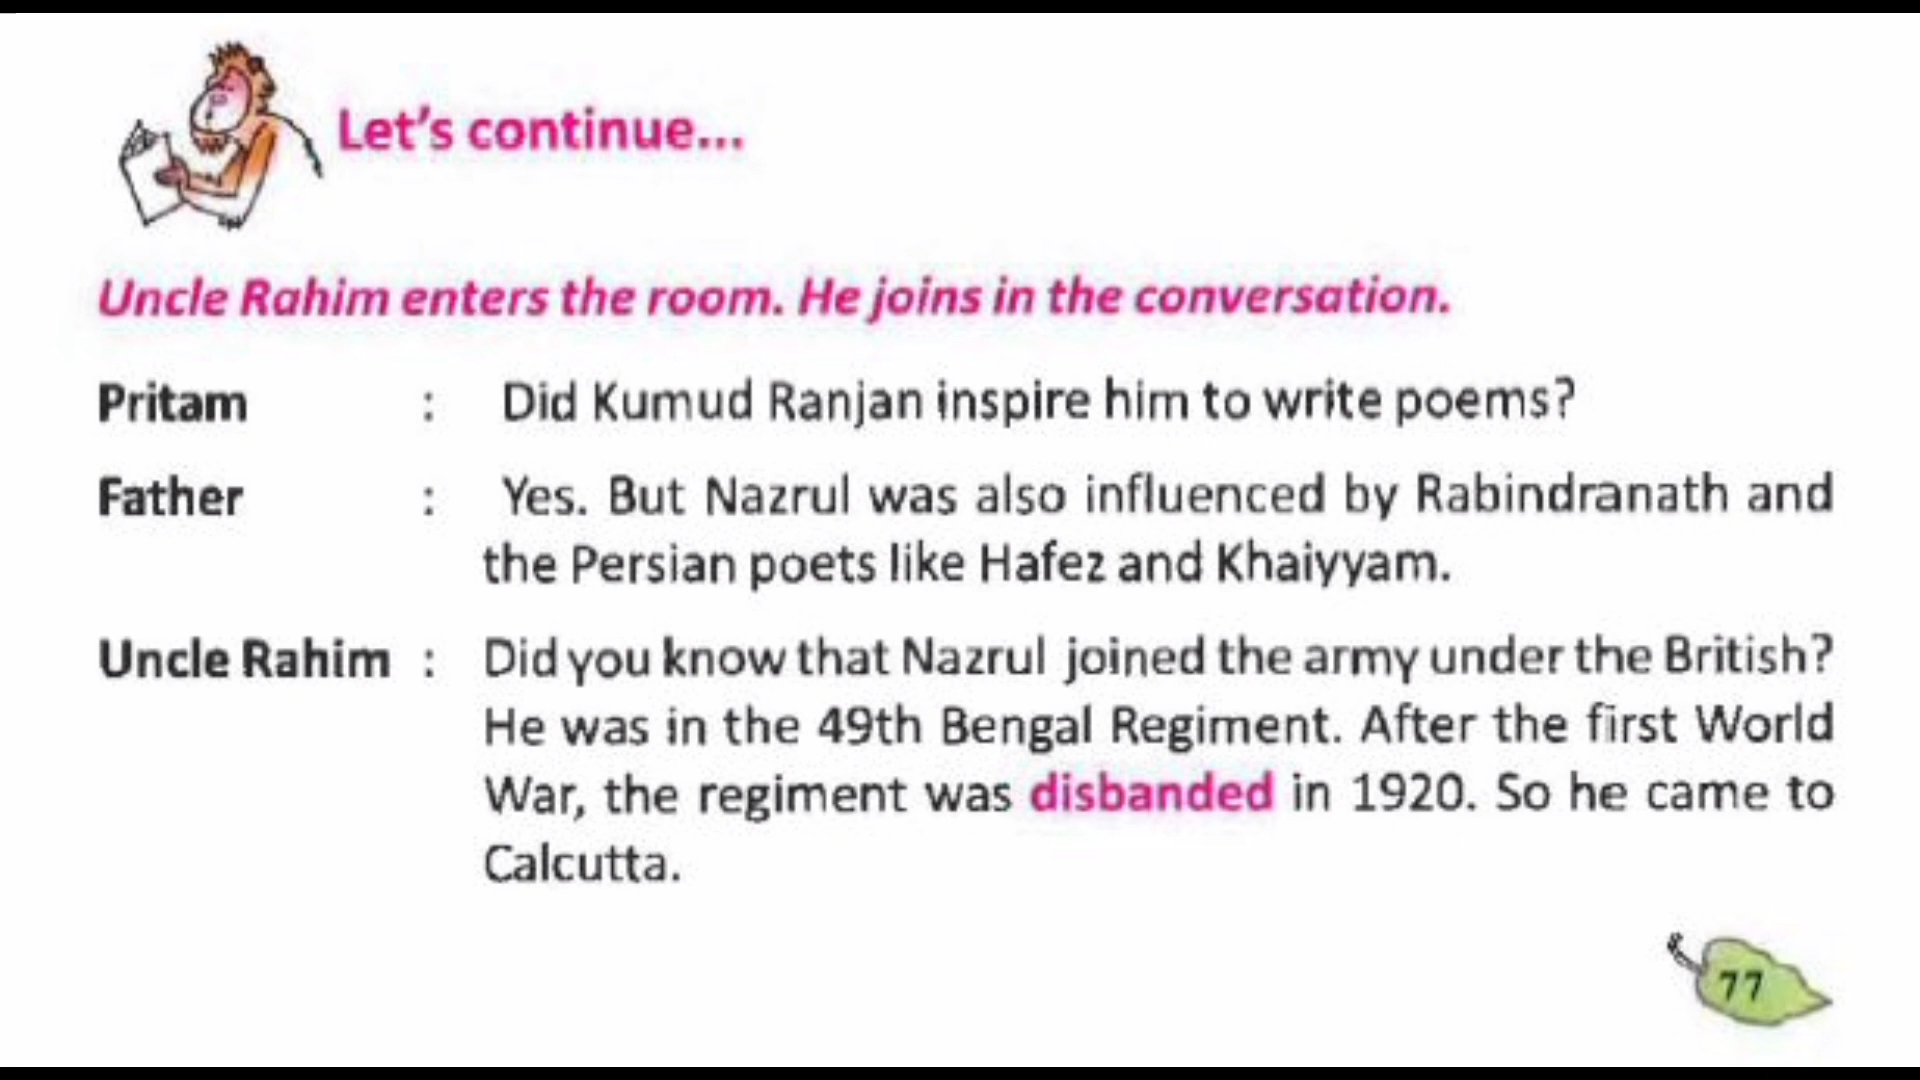 Let's continue...
Uncle Rahim enters the room. He joins in the conversation.
Pritam : Did Kumud Ranjan inspire him to write poems?
Father : Yes. But Nazrul was also influenced by Rabindranath and
the Persian poets like Hafez and Khaiyyam.
Uncle Rahim : Did you know that Nazrul joined the army under the British?
He was in the 49th Bengal Regiment. After the first World
War, the regiment was disbanded in 1920. So he came to
Calcutta.
77